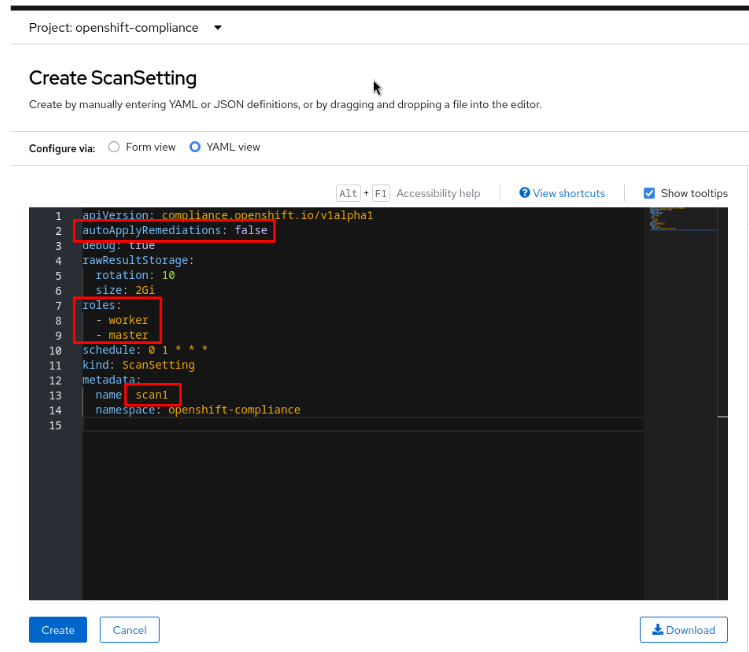 Project: openshift-compliance
Create ScanSetting
Create by manually entering YAML or JSON definitions, or by dragging and dropping a file into the editor.
Configure via: Form view YAML view
Alt + F1 Accessibility help View shortcuts Show tooltips
1 apiVersion: compliance.openshift.io/v1alpha1
2 autoApplyRemediations: false
3 debug: true
4 rawResultStorage:
5 rotation: 10
6 size: 2Gi
7 roles:
8 - worker
9 - master
10 schedule: 0 1 * * *
11 kind: ScanSetting
12 metadata:
13 name scan1
14 namespace: openshift-compliance
15
Create Cancel Download